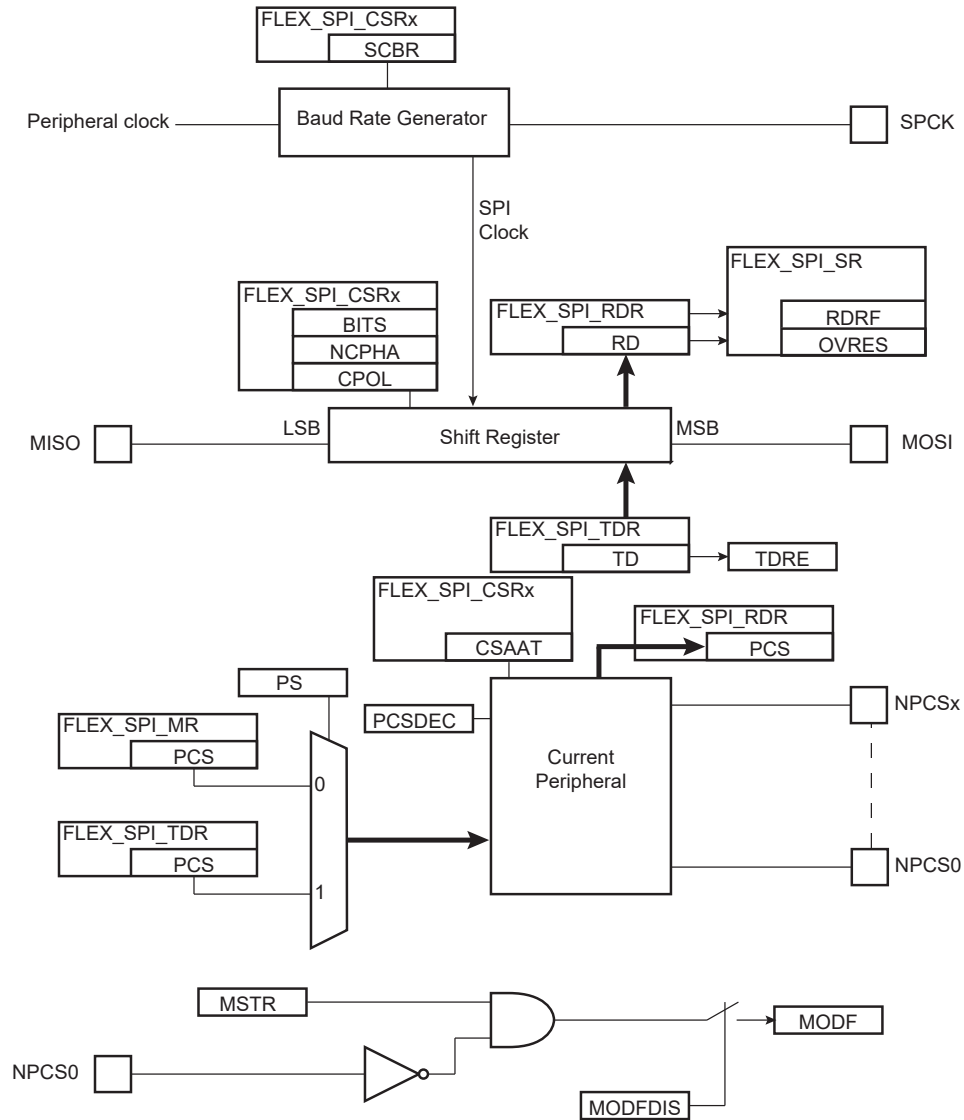 FLEX_SPI_CSRx
SCBR
Peripheral clock
Baud Rate Generator
SPCK
SPI
Clock
FLEX_SPI_CSRx
BITS
NCPHA
CPOL
FLEX_SPI_RDR
RD
FLEX_SPI_SR
RDRF
OVRES
MISO
LSB
Shift Register
MSB
MOSI
FLEX_SPI_TDR
TD
TDRE
FLEX_SPI_CSRx
CSAAT
FLEX_SPI_RDR
PCS
PS
FLEX_SPI_MR
PCS
0
PCSDEC
Current
Peripheral
NPCSx
FLEX_SPI_TDR
PCS
1
NPCS0
MSTR
MODF
NPCS0
MODFDIS